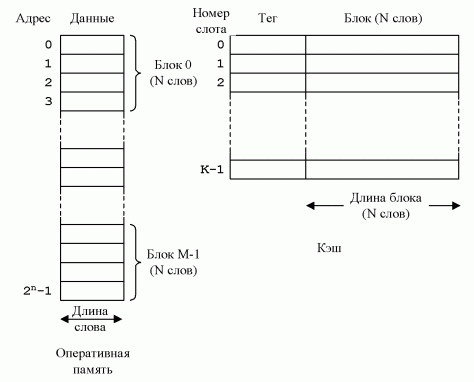 Адрес Данные
0
1
2
3
Блок 0
(N слов)
Блок M-1
(N слов)
2ⁿ-1
Длина
слова
Оперативная
память
Номер
слота
Тег
Блок (N слов)
0
1
2
K-1
Длина блока
(N слов)
Кэш